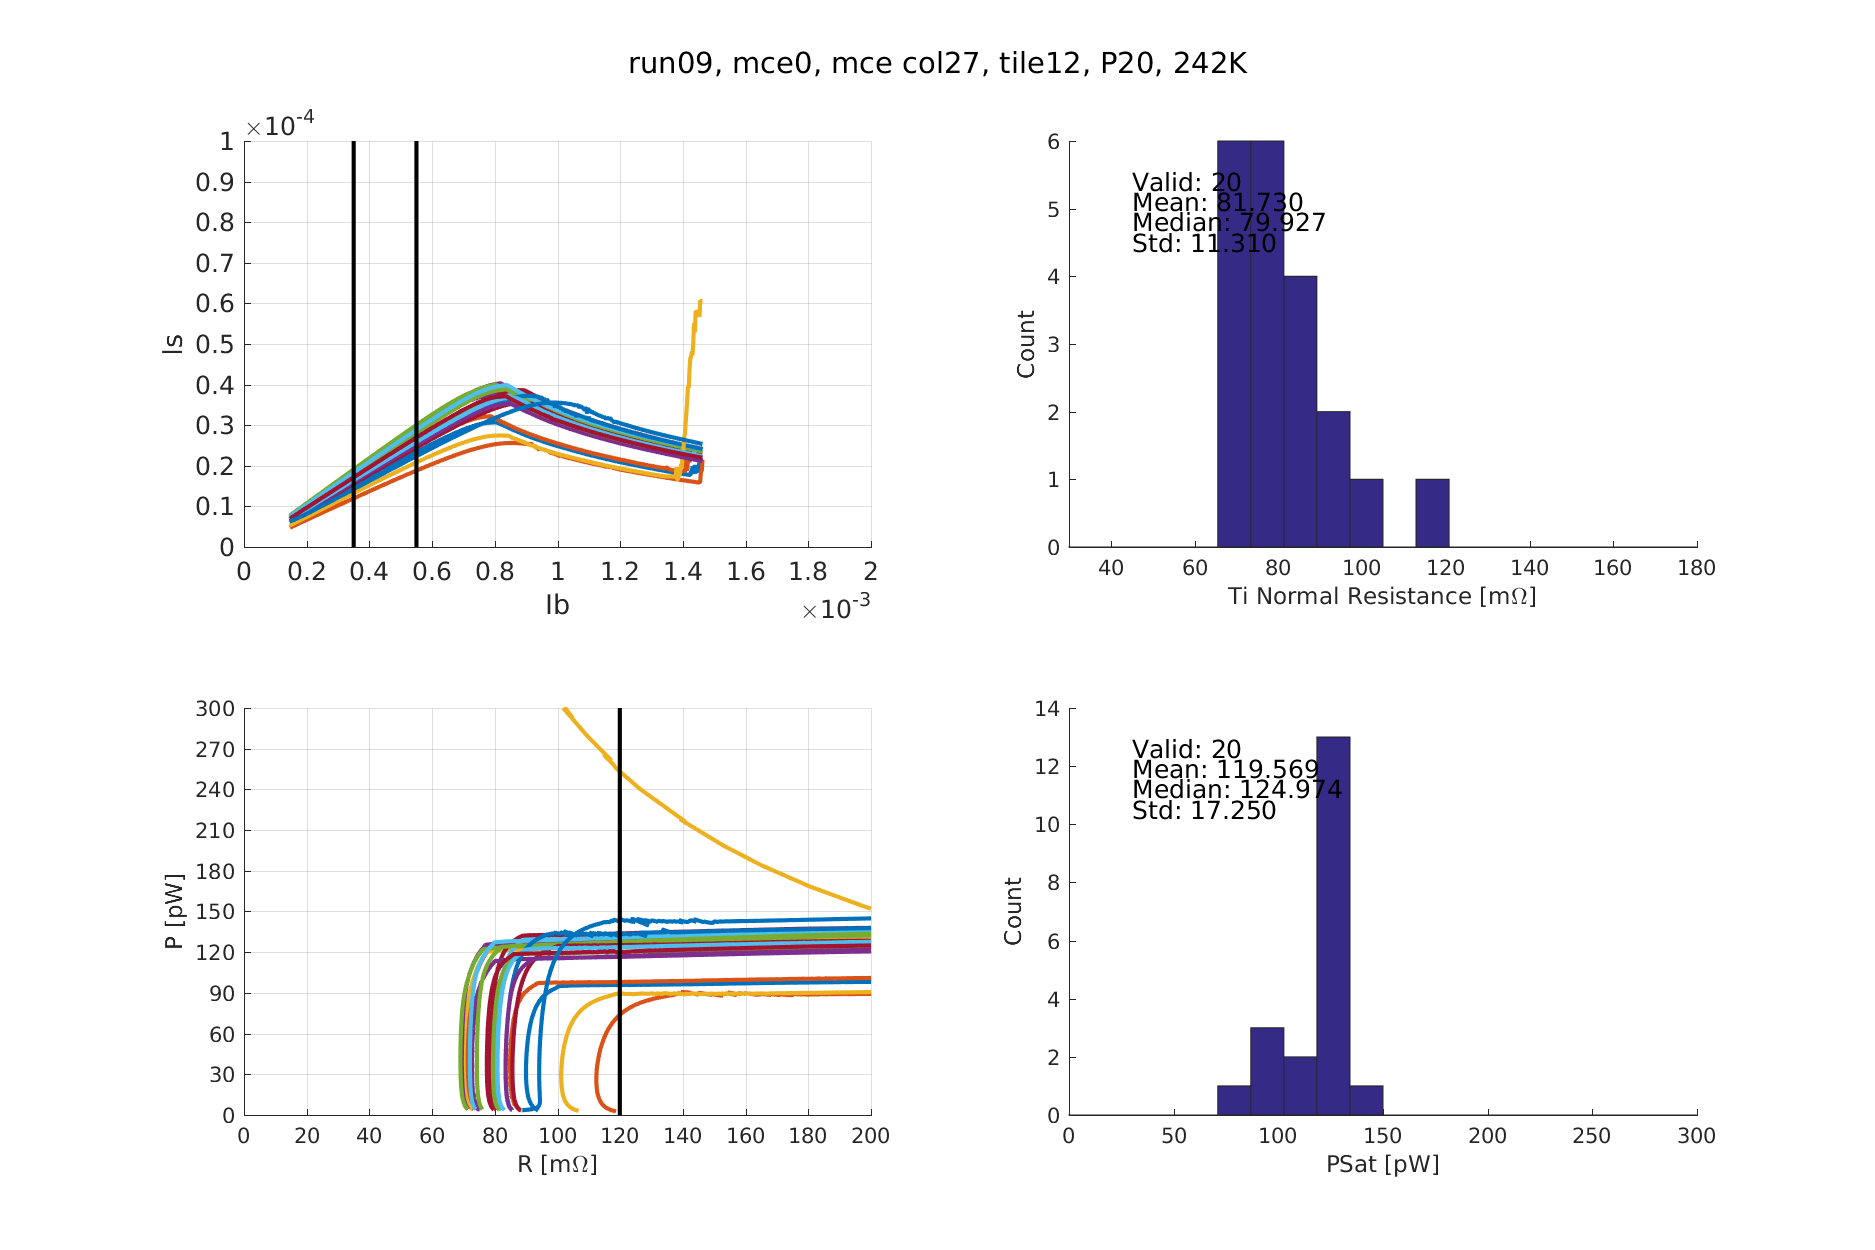 run09, mce0, mce col27, tile12, P20, 242K
×10-4
1
0.9
0.8
0.7
0.6
0.5
0.4
0.3
0.2
0.1
0
Is
0 0.2 0.4 0.6 0.8 1 1.2 1.4 1.6 1.8 2
Ib
×10-3
6
5
4
3
2
1
0
Count
Valid: 20
Mean: 81.730
Median: 79.927
Std: 11.310
40 60 80 100 120 140 160 180
Ti Normal Resistance [mΩ]
300
270
240
210
180
150
120
90
60
30
0
P [pW]
0 20 40 60 80 100 120 140 160 180 200
R [mΩ]
14
12
10
8
6
4
2
0
Count
Valid: 20
Mean: 119.569
Median: 124.974
Std: 17.250
0 50 100 150 200 250 300
PSat [pW]